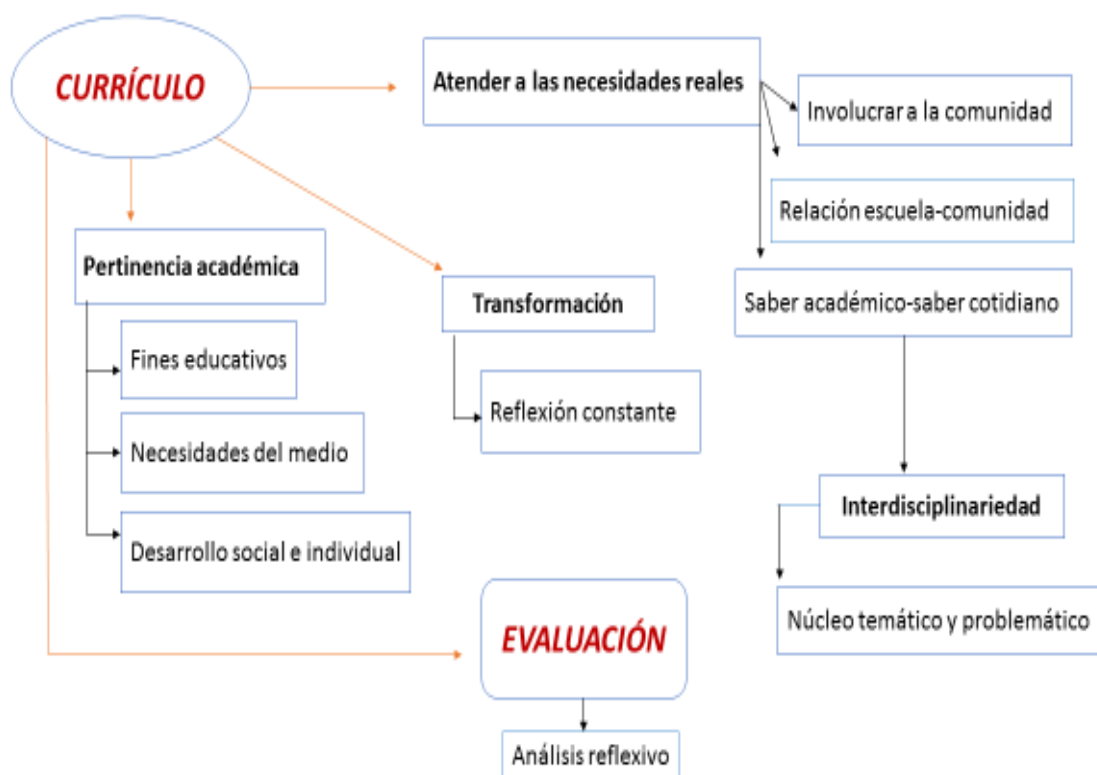 CURRÍCULO
Atender a las necesidades reales
Involucrar a la comunidad
Relación escuela-comunidad
Saber académico-saber cotidiano
Pertinencia académica
Fines educativos
Necesidades del medio
Desarrollo social e individual
Transformación
Reflexión constante
Interdisciplinariedad
Núcleo temático y problemático
EVALUACIÓN
Análisis reflexivo